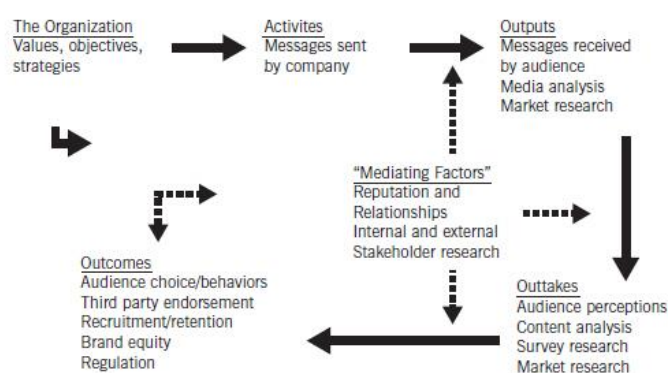 The Organization
Values, objectives,
strategies
Activites
Messages sent
by company
Outputs
Messages received
by audience
Media analysis
Market research
“Mediating Factors”
Reputation and
Relationships
Internal and external
Stakeholder research
Outcomes
Audience choice/behaviors
Third party endorsement
Recruitment/retention
Brand equity
Regulation
Outtakes
Audience perceptions
Content analysis
Survey research
Market research